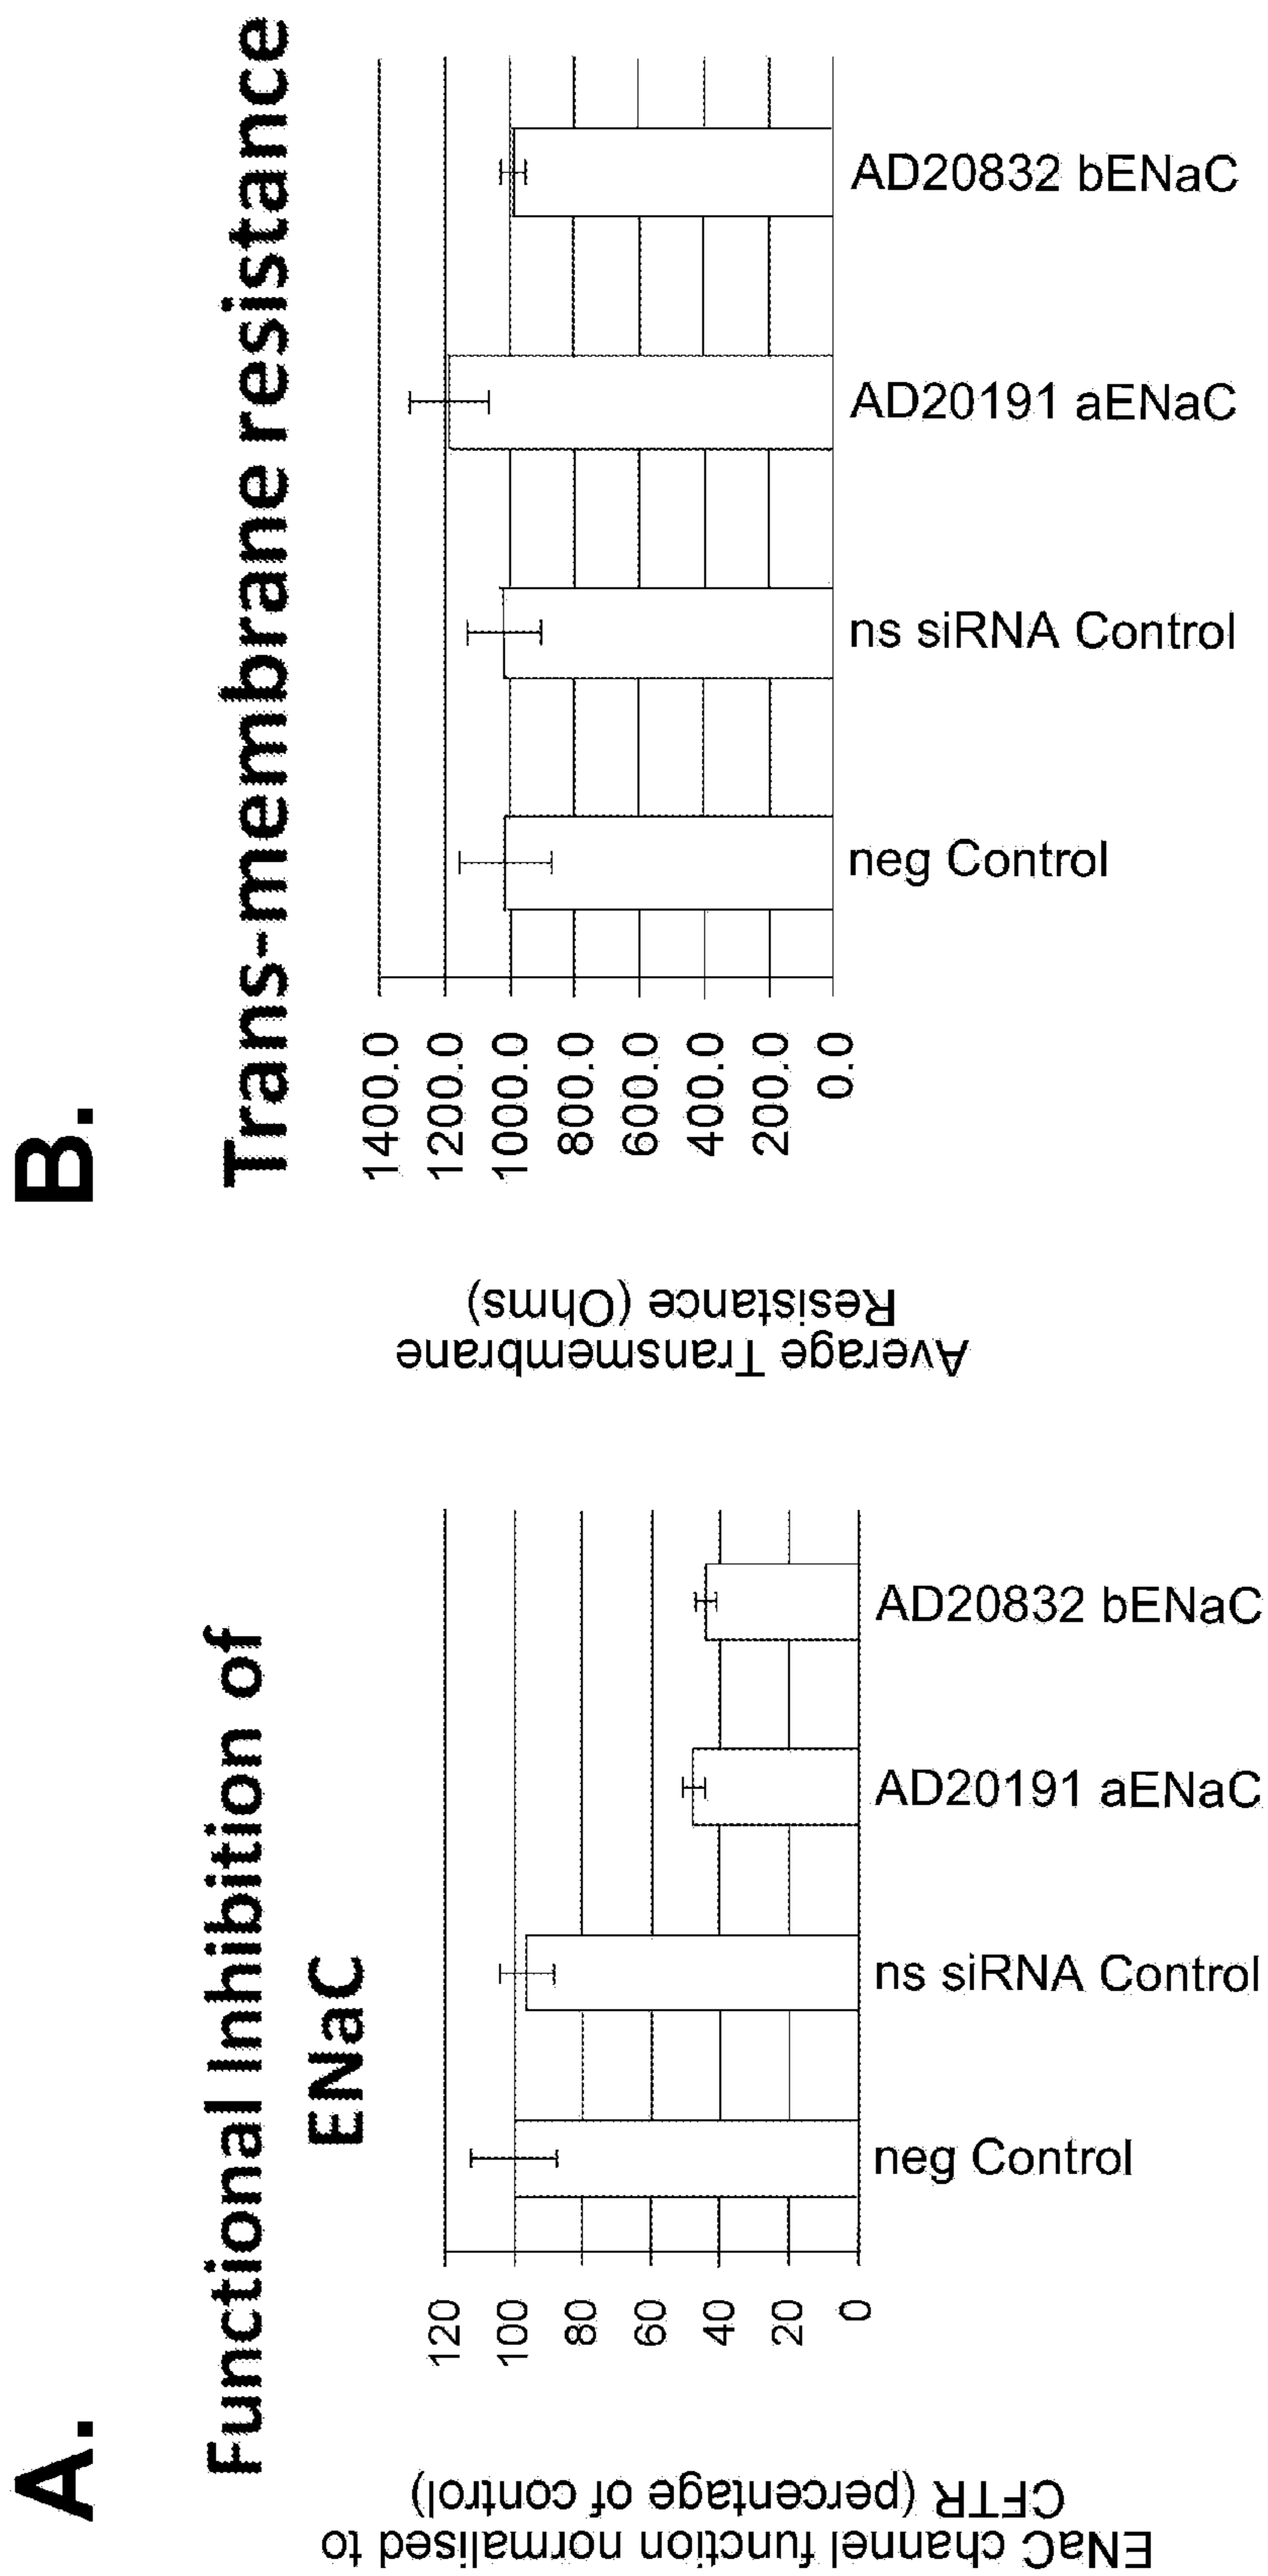 A.
Functional Inhibition of
ENaC
ENaC channel function normalised to
CFTR (percentage of control)
120
100
80
60
40
20
0
neg Control
ns siRNA Control
AD20191 aENaC
AD20832 bENaC
B.
Trans-membrane resistance
Average Transmembrane
Resistance (Ohms)
1400.0
1200.0
1000.0
800.0
600.0
400.0
200.0
0.0
neg Control
ns siRNA Control
AD20191 aENaC
AD20832 bENaC